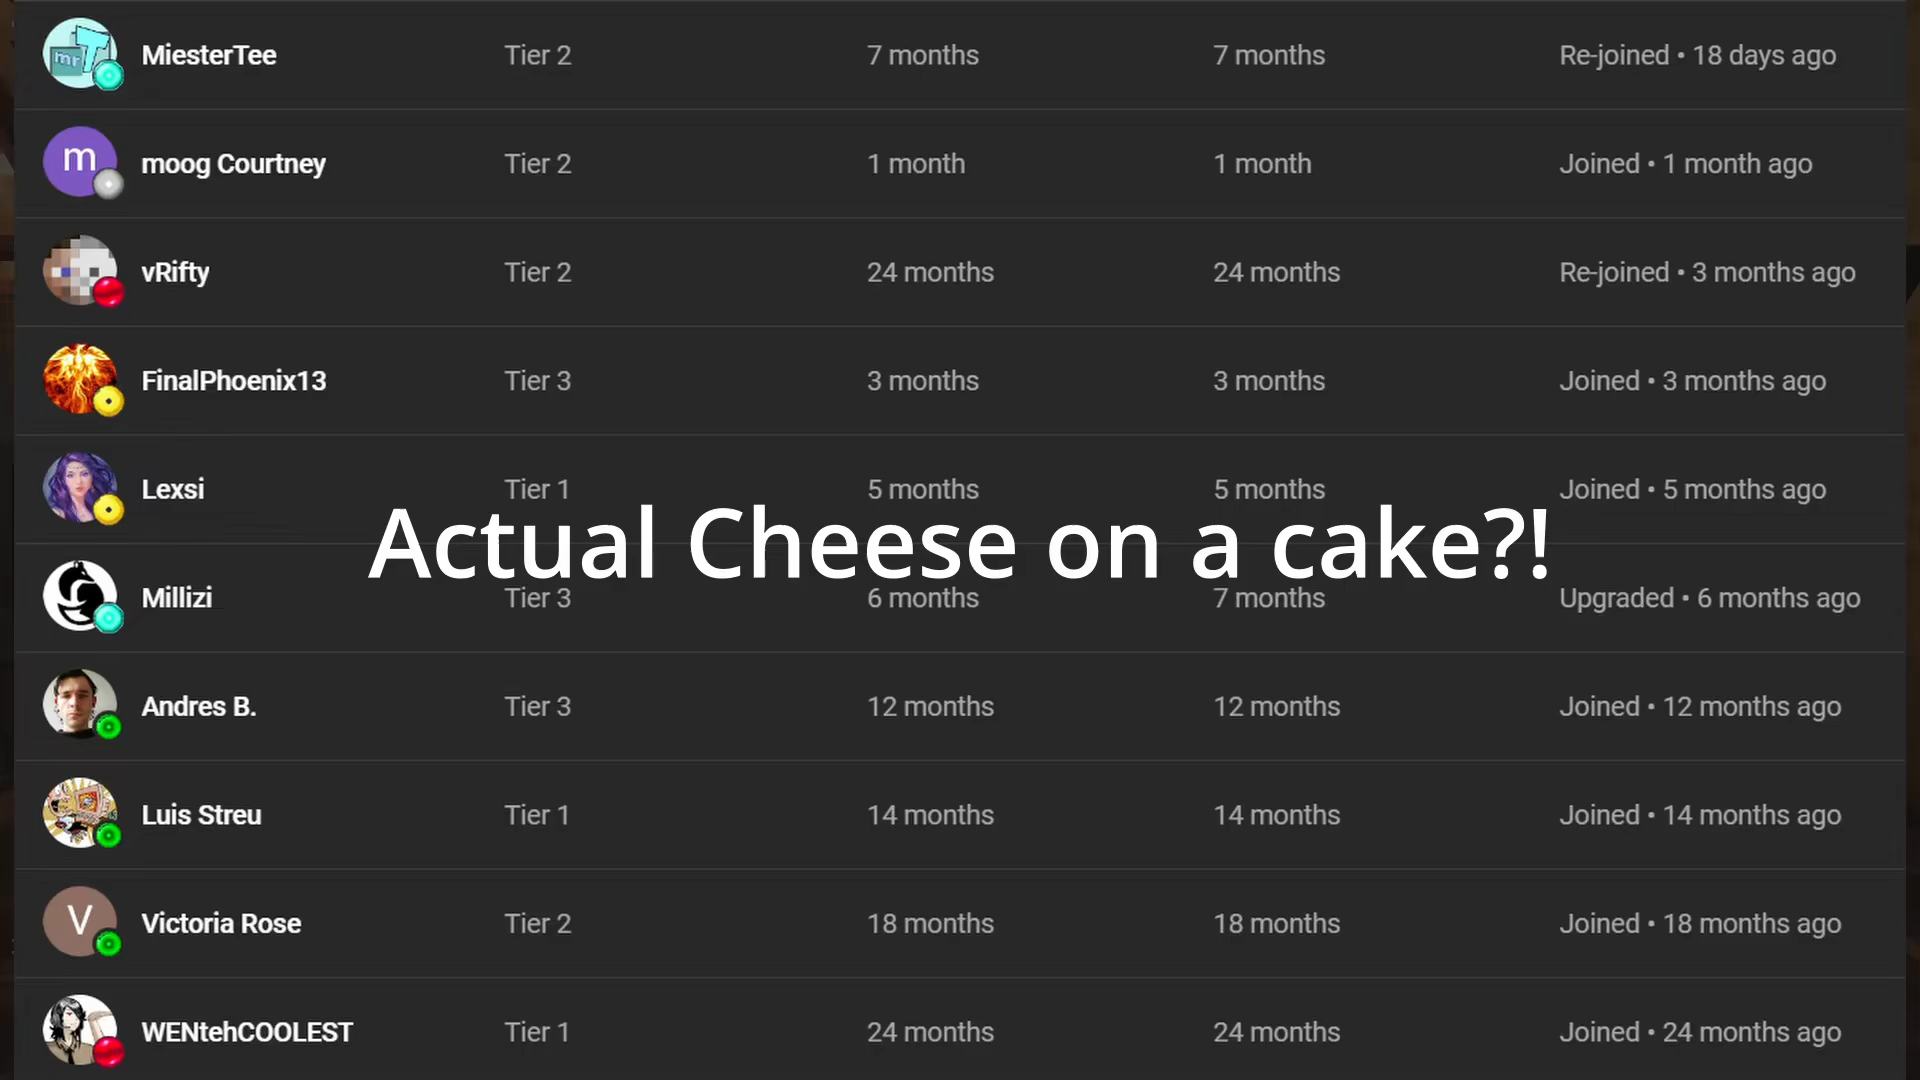 MiesterTee Tier 2 7 months 7 months Re-joined • 18 days ago
m moog Courtney Tier 2 1 month 1 month Joined • 1 month ago
vRifty Tier 2 24 months 24 months Re-joined • 3 months ago
FinalPhoenix13 Tier 3 3 months 3 months Joined • 3 months ago
Lexsi Tier 1 5 months 5 months Joined • 5 months ago
Actual Cheese on a cake?!
Millizi Tier 3 6 months 7 months Upgraded • 6 months ago
Andres B. Tier 3 12 months 12 months Joined • 12 months ago
Luis Streu Tier 1 14 months 14 months Joined • 14 months ago
V Victoria Rose Tier 2 18 months 18 months Joined • 18 months ago
WENtehCOOLEST Tier 1 24 months 24 months Joined • 24 months ago